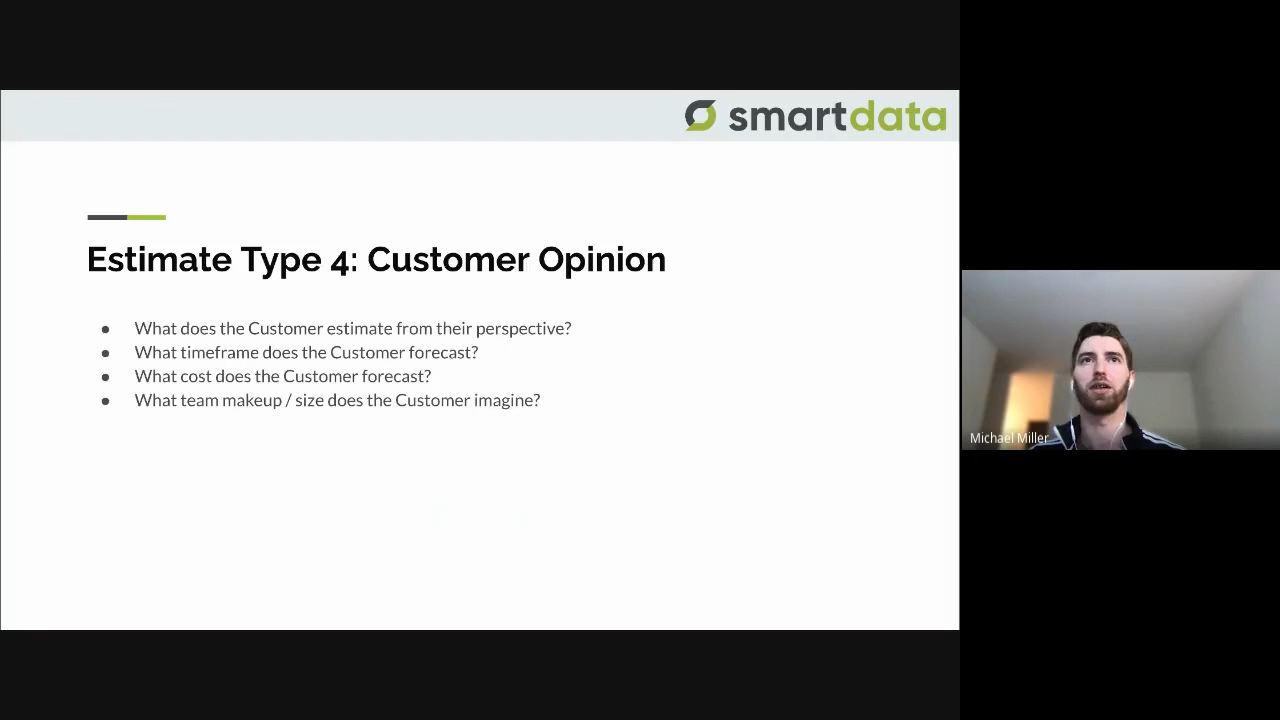 smartdata
Estimate Type 4: Customer Opinion
● What does the Customer estimate from their perspective?
● What timeframe does the Customer forecast?
● What cost does the Customer forecast?
● What team makeup / size does the Customer imagine?
Michael Miller